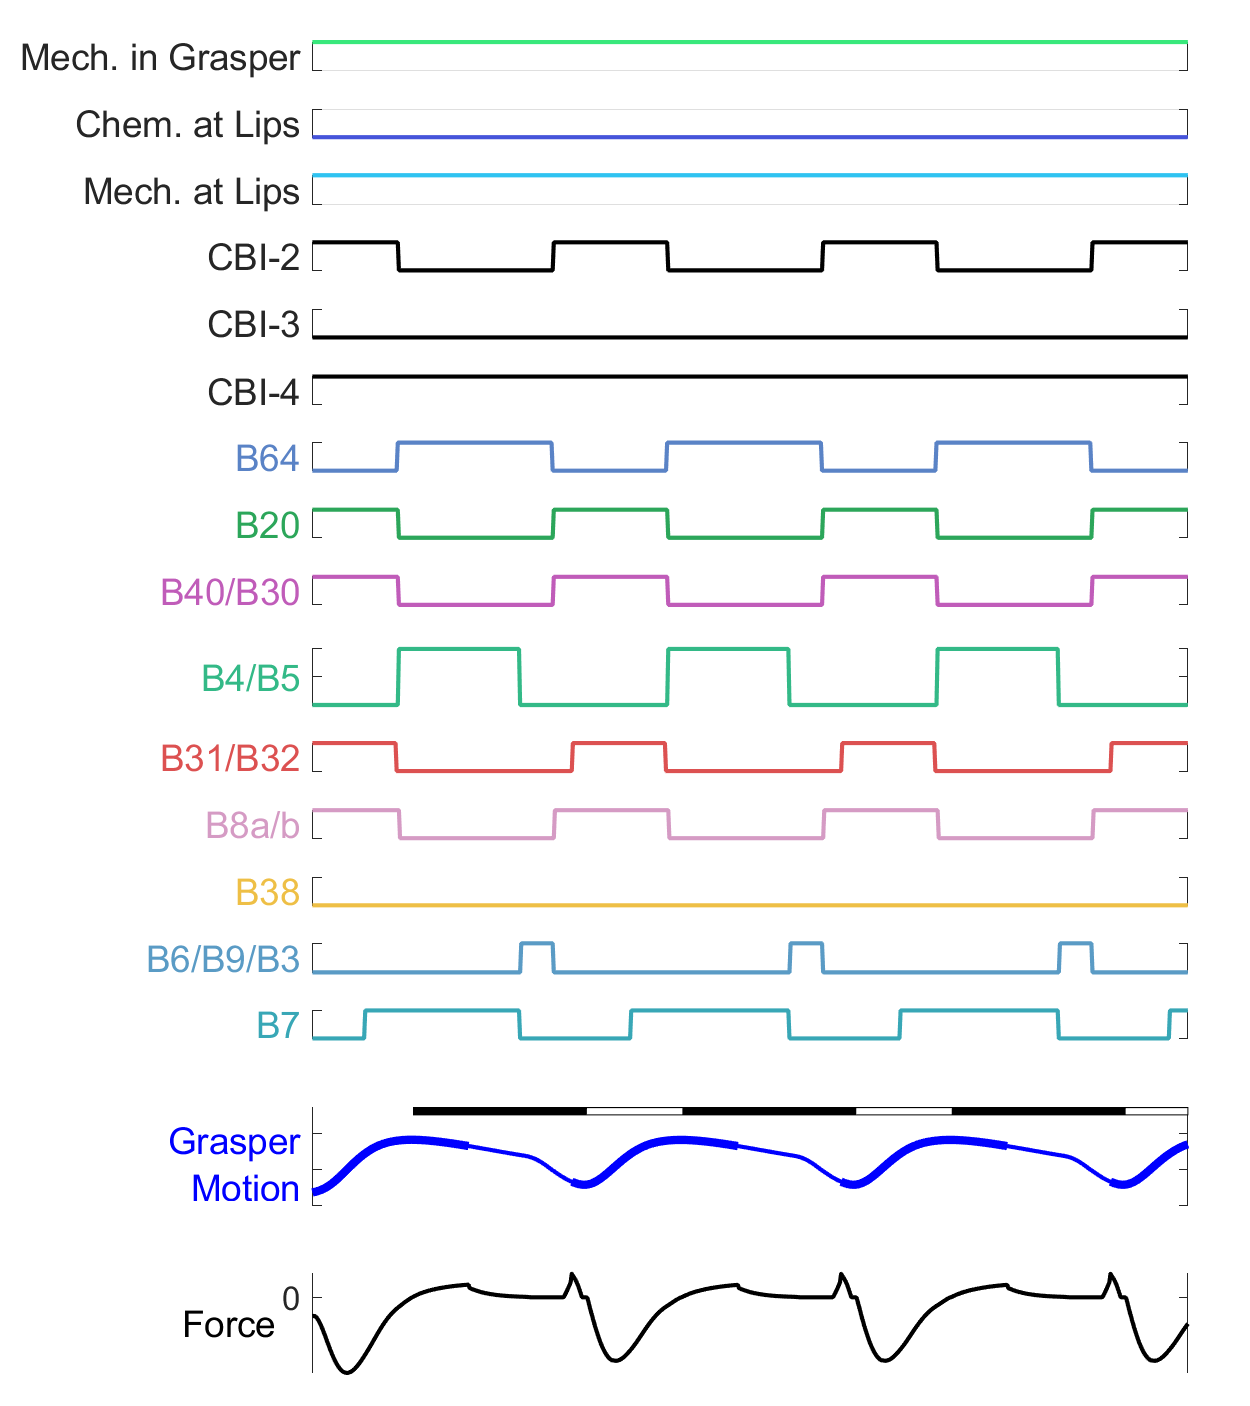 Mech. in Grasper
Chem. at Lips
Mech. at Lips
CBI-2
CBI-3
CBI-4
B64
B20
B40/B30
B4/B5
B31/B32
B8a/b
B38
B6/B9/B3
B7
Grasper
Motion
0
Force